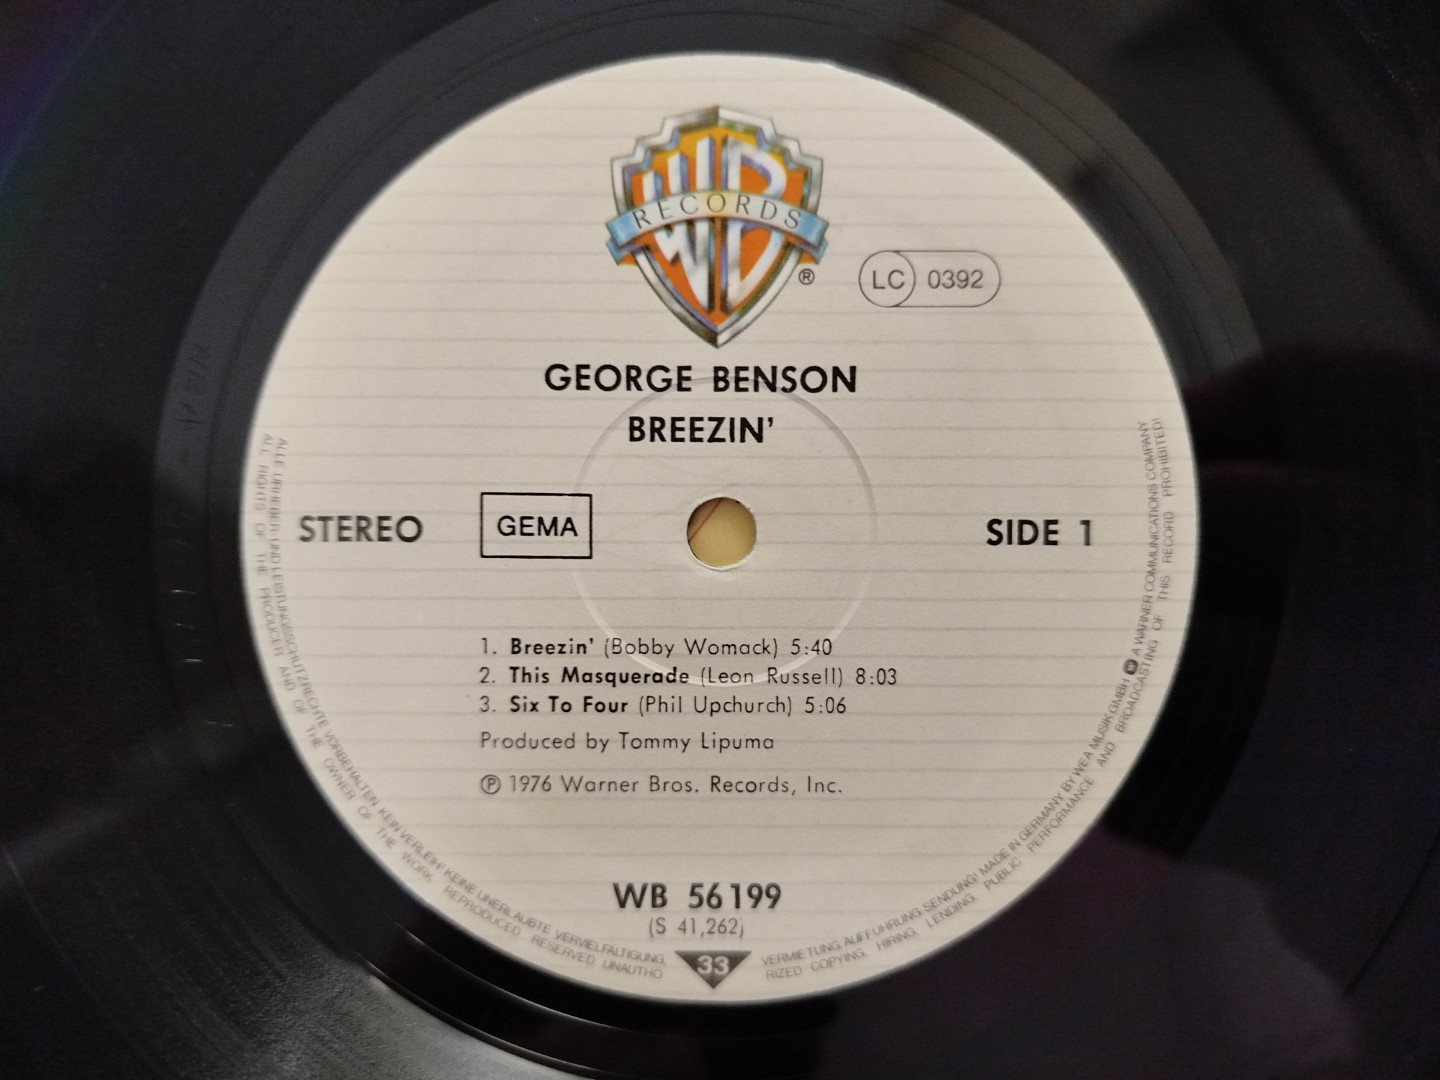 WB
RECORDS
®
LC 0392
GEORGE BENSON
BREEZIN'
STEREO
GEMA
SIDE 1
1. Breezin' (Bobby Womack) 5:40
2. This Masquerade (Leon Russell) 8:03
3. Six To Four (Phil Upchurch) 5:06
Produced by Tommy Lipuma
℗ 1976 Warner Bros. Records, Inc.
WB 56 199
(S 41,262)
33
ALLE URHEBER- UND LEISTUNGSSCHUTZRECHTE VORBEHALTEN. KEIN VERLEIH! KEINE UNERLAUBTE VERVIELFÄLTIGUNG, VERMIETUNG, AUFFÜHRUNG, SENDUNG! MADE IN GERMANY BY WEA MUSIK GMBH A WARNER COMMUNICATIONS COMPANY
ALL RIGHTS OF THE PRODUCER AND OF THE OWNER OF THE WORK REPRODUCED RESERVED UNAUTHORIZED COPYING, HIRING, LENDING, PUBLIC PERFORMANCE AND BROADCASTING OF THIS RECORD PROHIBITED!